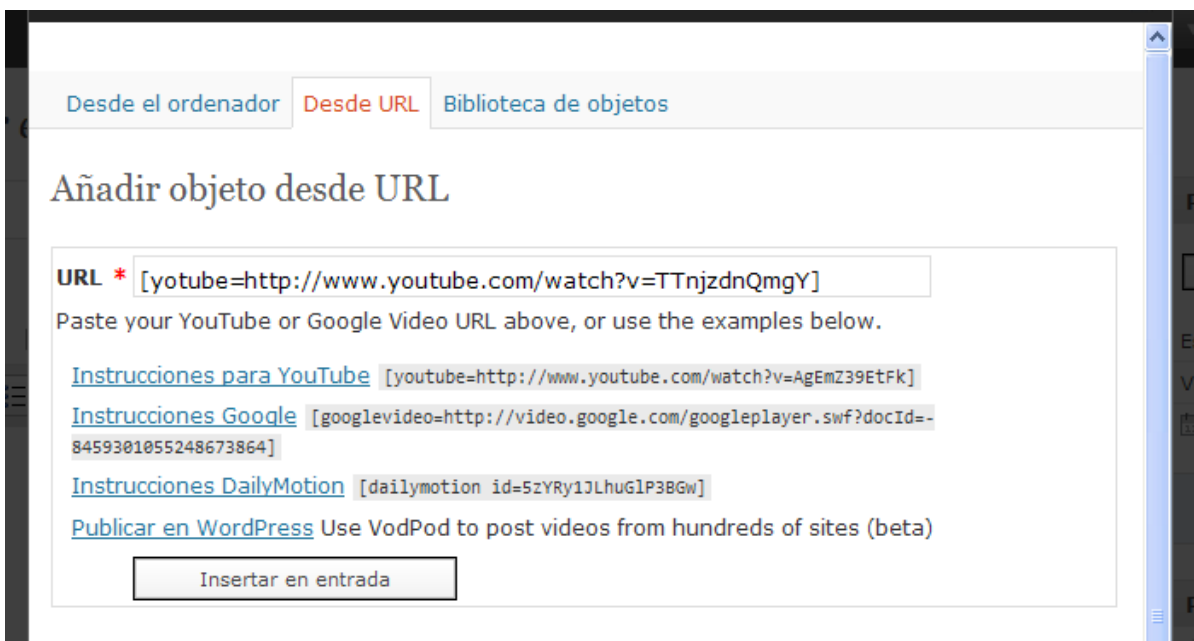 Desde el ordenador Desde URL Biblioteca de objetos
Añadir objeto desde URL
URL * [yotube=http://www.youtube.com/watch?v=TTnjzdnQmgY]
Paste your YouTube or Google Video URL above, or use the examples below.
Instrucciones para YouTube [youtube=http://www.youtube.com/watch?v=AgEmZ39EtFk]
Instrucciones Google [googlevideo=http://video.google.com/googleplayer.swf?docId=-
8459301055248673864]
Instrucciones DailyMotion [dailymotion id=5zYRy1JLhuGlP3BGw]
Publicar en WordPress Use VodPod to post videos from hundreds of sites (beta)
Insertar en entrada